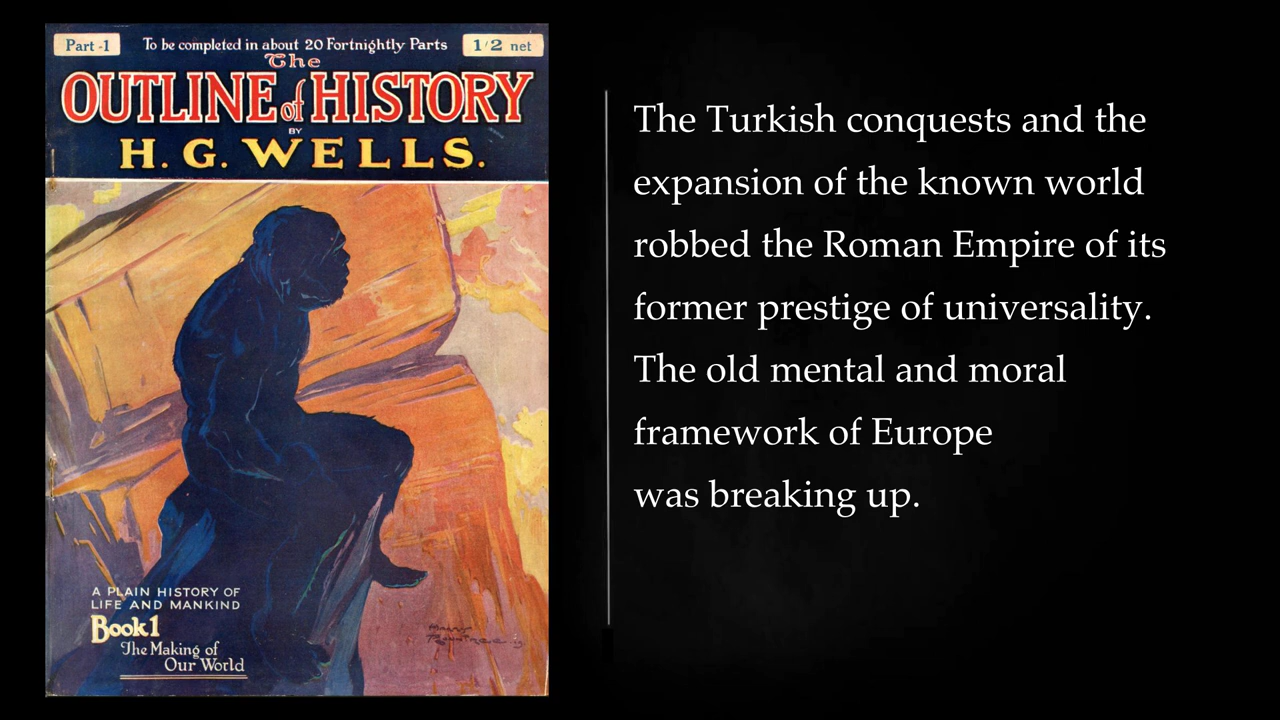 Part -1
To be completed in about 20 Fortnightly Parts
1/2 net
The
OUTLINE of HISTORY
BY
H. G. WELLS.
A PLAIN HISTORY OF
LIFE AND MANKIND
Book 1
The Making of
Our World
The Turkish conquests and the
expansion of the known world
robbed the Roman Empire of its
former prestige of universality.
The old mental and moral
framework of Europe
was breaking up.